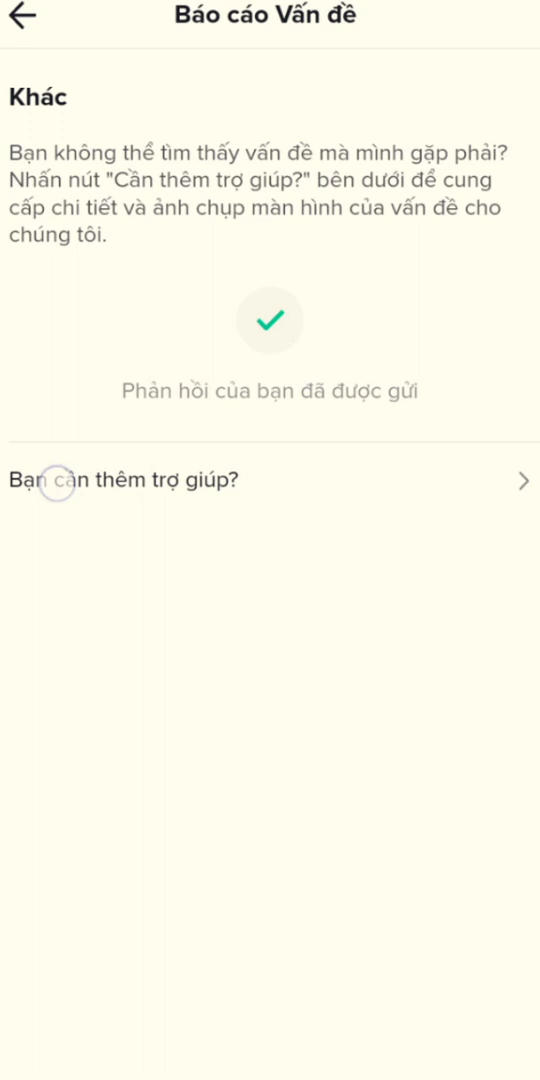 Báo cáo Vấn đề
Khác
Bạn không thể tìm thấy vấn đề mà mình gặp phải?
Nhấn nút "Cần thêm trợ giúp?" bên dưới để cung
cấp chi tiết và ảnh chụp màn hình của vấn đề cho
chúng tôi.
Phản hồi của bạn đã được gửi
Bạn cần thêm trợ giúp?